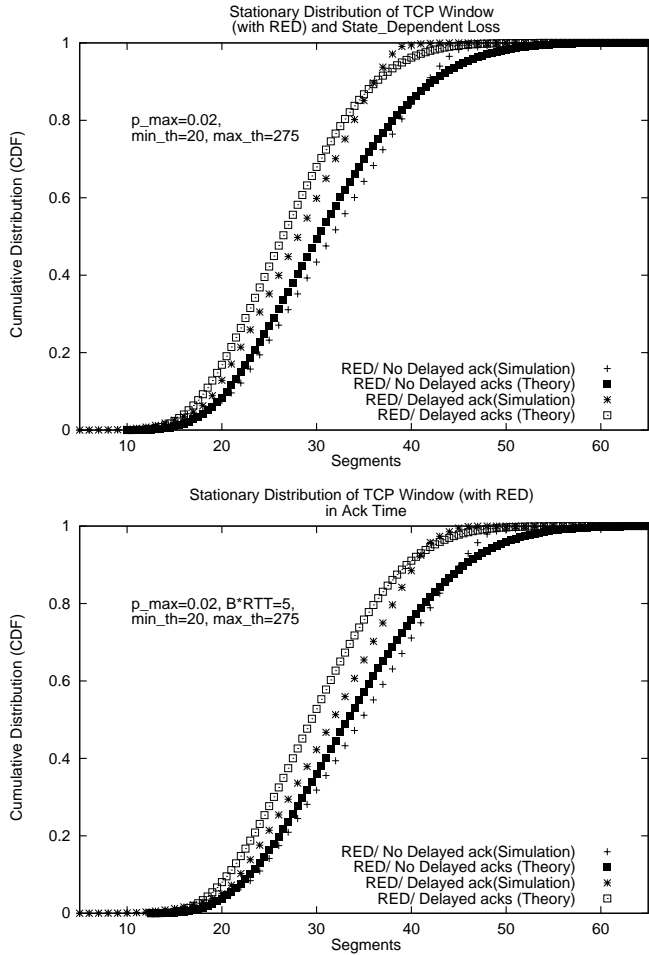 Stationary Distribution of TCP Window
(with RED) and State_Dependent Loss
1
0.8
0.6
0.4
0.2
0
Cumulative Distribution (CDF)
p_max=0.02,
min_th=20, max_th=275
RED/ No Delayed ack(Simulation)
RED/ No Delayed acks (Theory)
RED/ Delayed ack(Simulation)
RED/ Delayed acks (Theory)
10 20 30 40 50 60
Segments
Stationary Distribution of TCP Window (with RED)
in Ack Time
1
0.8
0.6
0.4
0.2
0
Cumulative Distribution (CDF)
p_max=0.02, B*RTT=5,
min_th=20, max_th=275
RED/ No Delayed ack(Simulation)
RED/ No Delayed acks (Theory)
RED/ Delayed ack(Simulation)
RED/ Delayed acks (Theory)
10 20 30 40 50 60
Segments